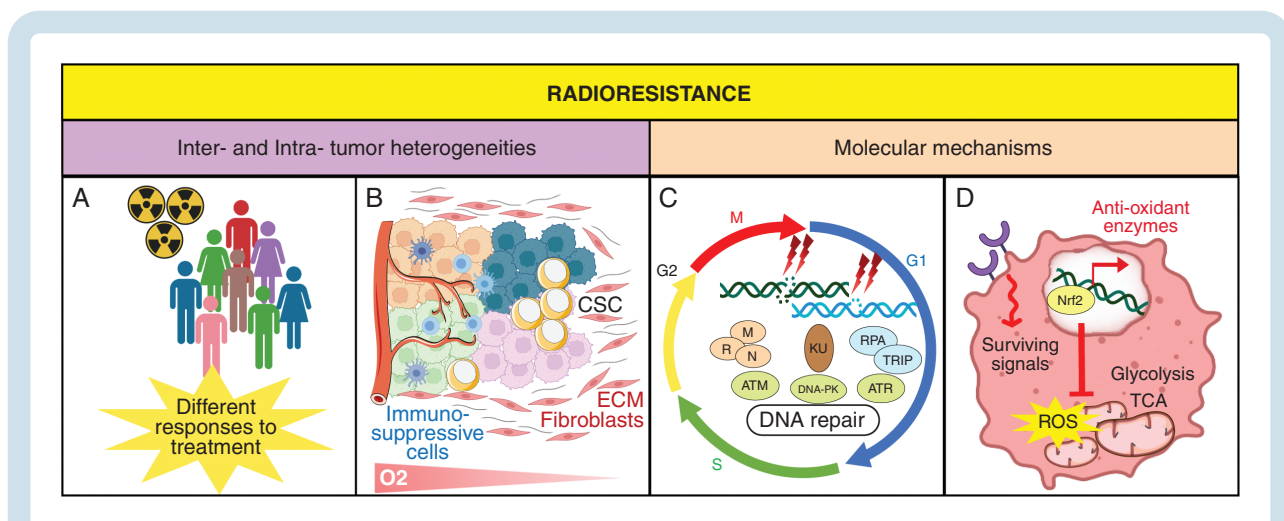 RADIORESISTANCE
Inter- and Intra- tumor heterogeneities
Molecular mechanisms
A
Different
responses to
treatment
B
CSC
ECM
Fibroblasts
Immuno-
suppressive
cells
O2
C
M
G1
G2
S
M
R
N
KU
RPA
TRIP
ATM
DNA-PK
ATR
DNA repair
D
Anti-oxidant
enzymes
Nrf2
Surviving
signals
Glycolysis
TCA
ROS